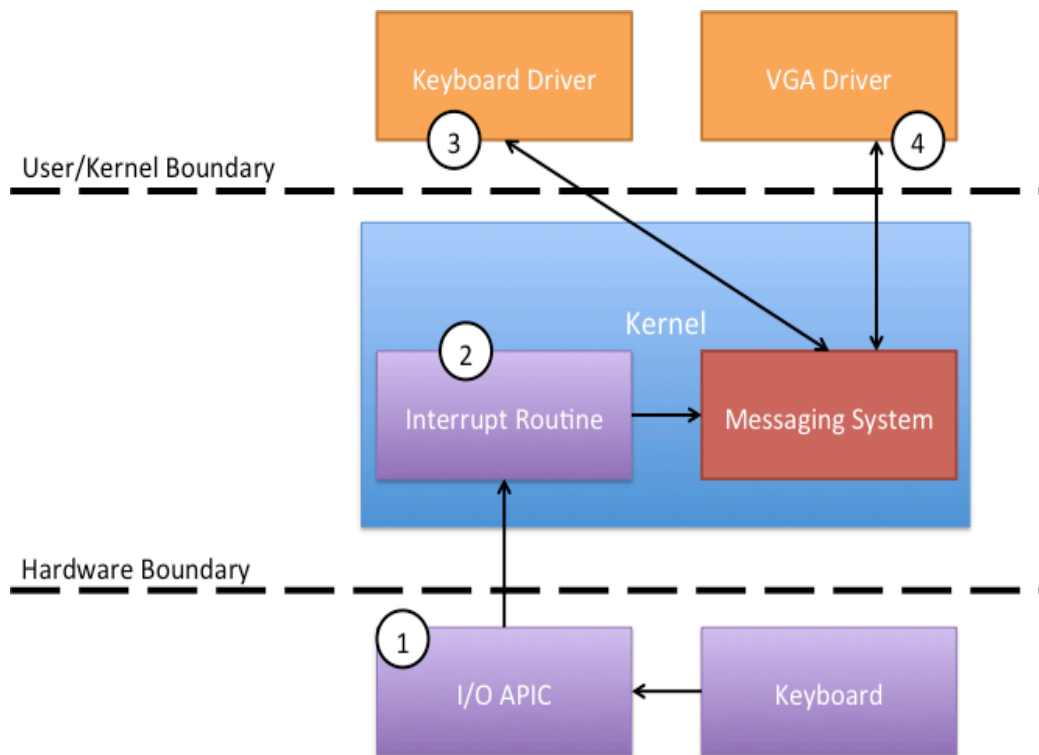 Keyboard Driver
VGA Driver
3
4
User/Kernel Boundary
Kernel
2
Interrupt Routine
Messaging System
Hardware Boundary
1
I/O APIC
Keyboard